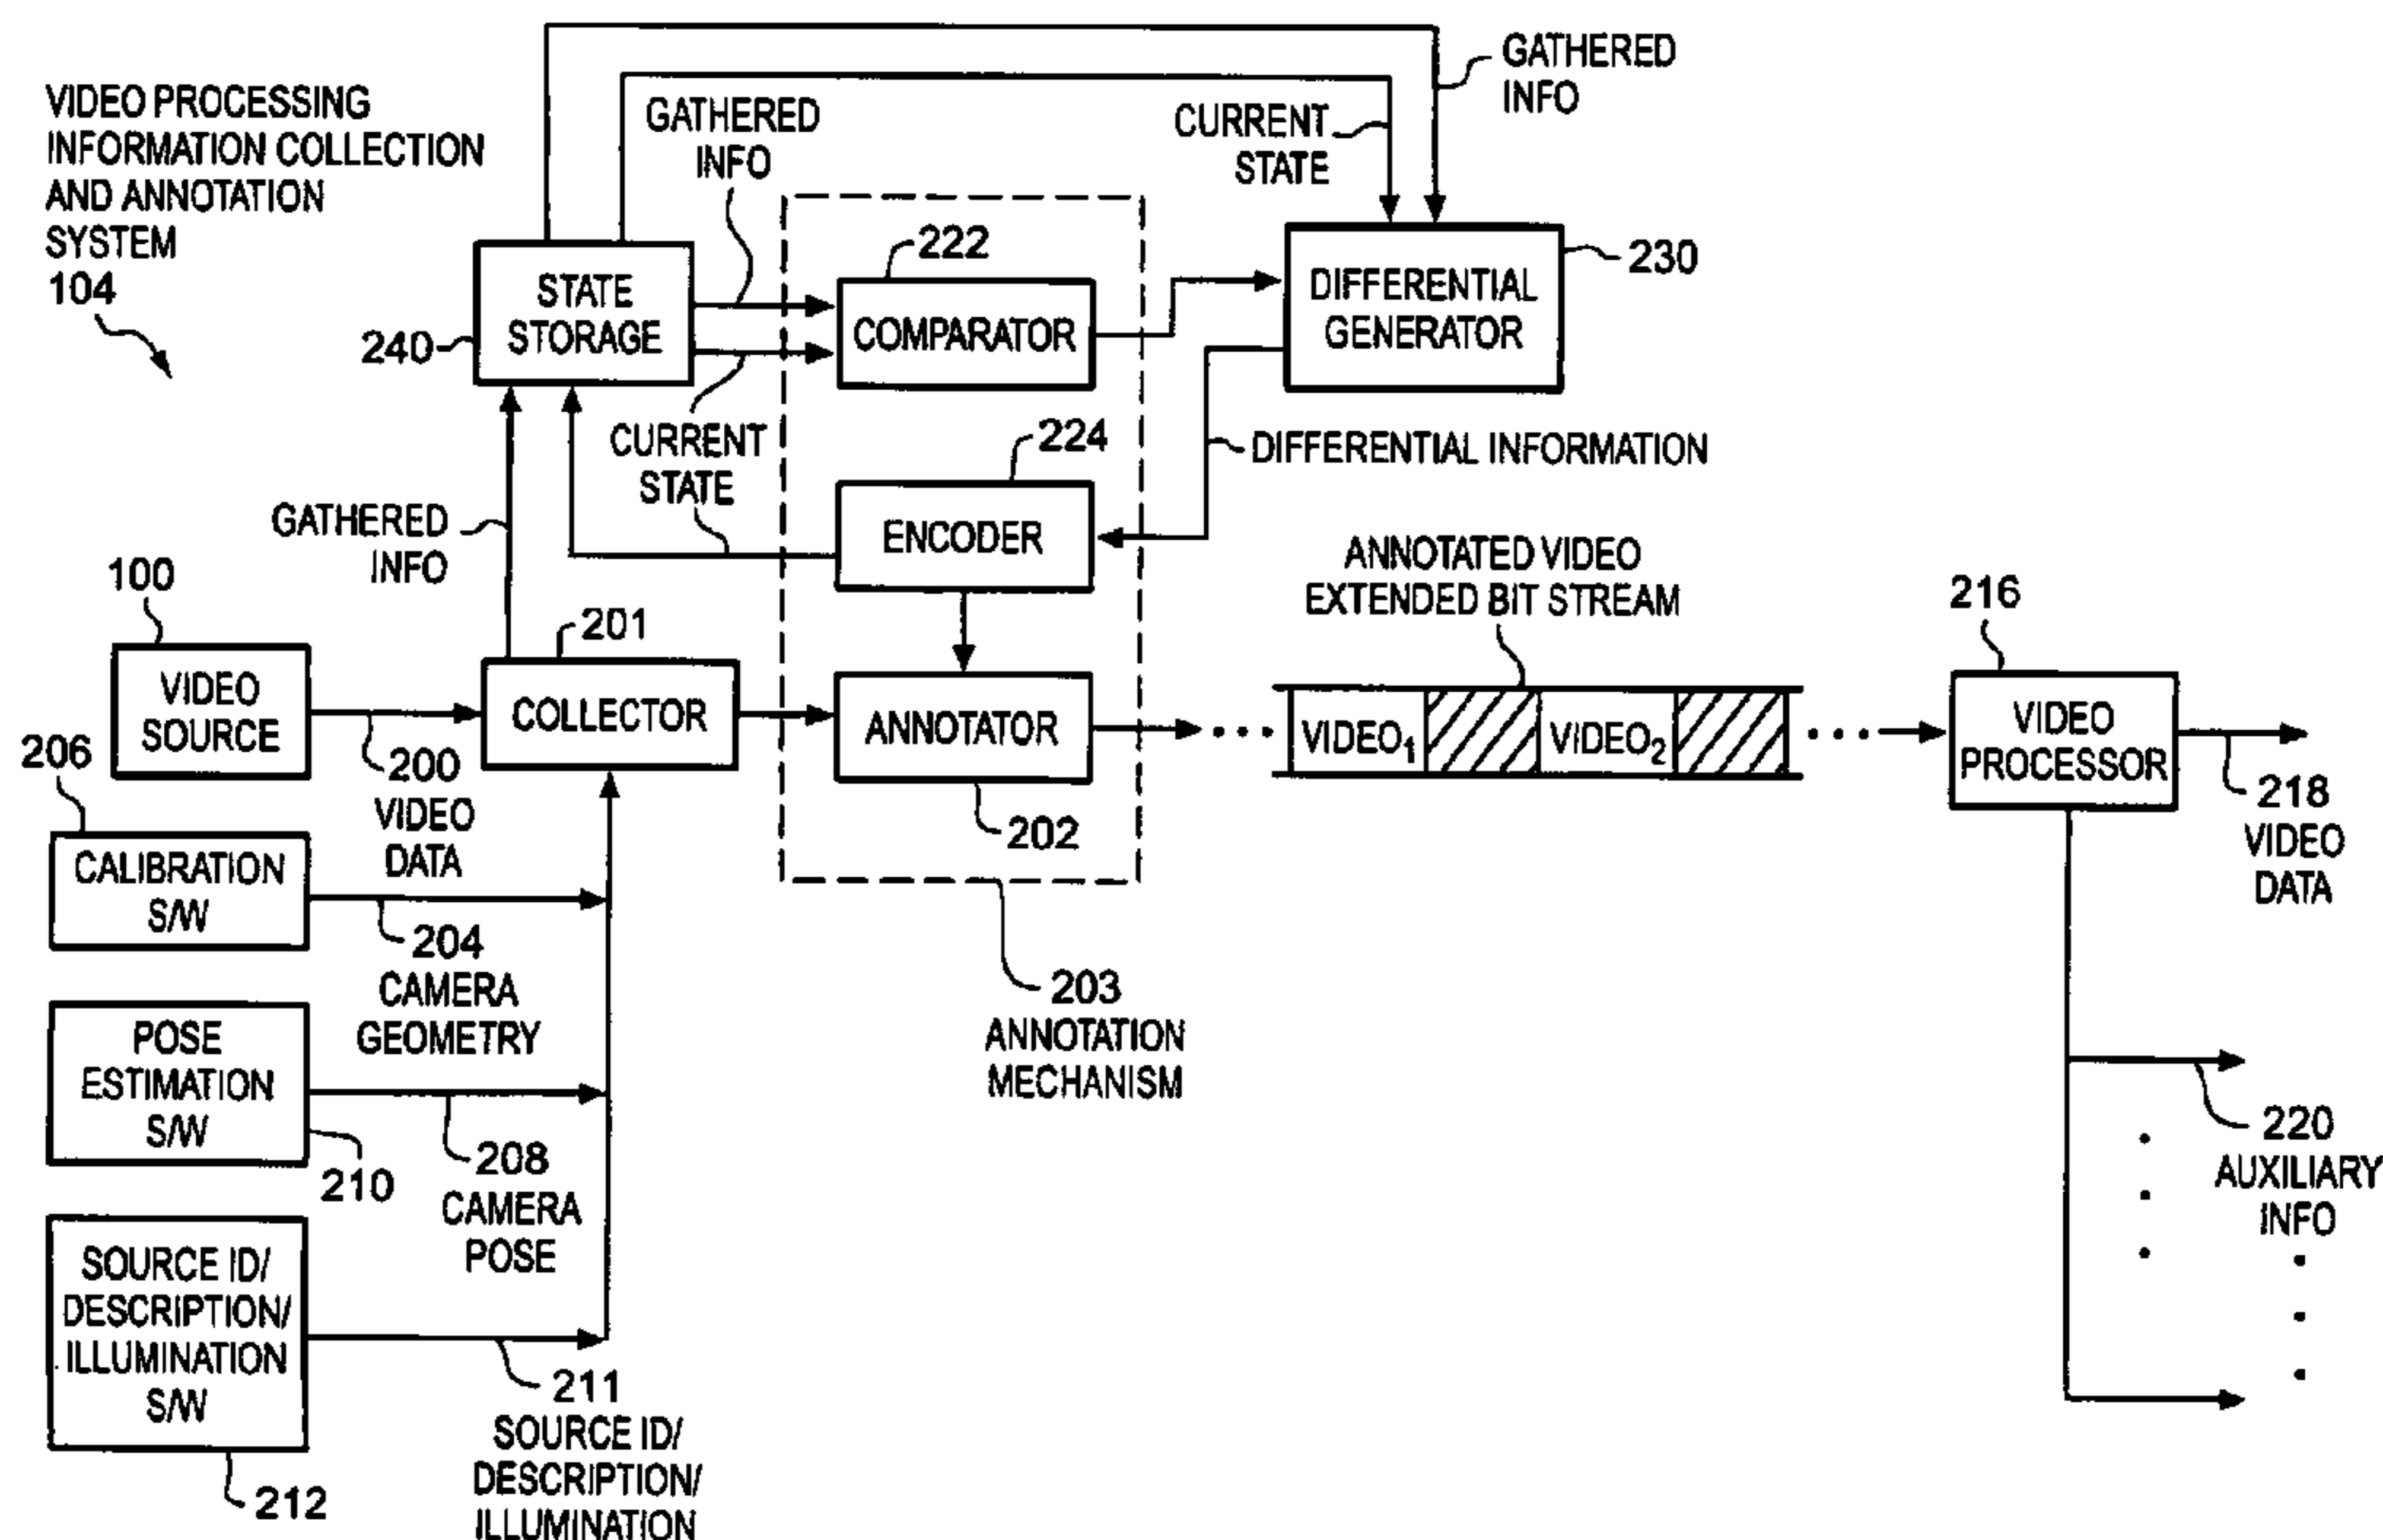 VIDEO PROCESSING
INFORMATION COLLECTION
AND ANNOTATION
SYSTEM
104
GATHERED
INFO
CURRENT
STATE
GATHERED
INFO
222
COMPARATOR
STATE
STORAGE
240
DIFFERENTIAL
GENERATOR
230
CURRENT
STATE
224
ENCODER
DIFFERENTIAL INFORMATION
GATHERED
INFO
100
VIDEO
SOURCE
200
VIDEO
DATA
201
COLLECTOR
ANNOTATOR
202
203
ANNOTATION
MECHANISM
ANNOTATED VIDEO
EXTENDED BIT STREAM
VIDEO1
VIDEO2
216
VIDEO
PROCESSOR
218
VIDEO
DATA
206
CALIBRATION
S/W
204
CAMERA
GEOMETRY
POSE
ESTIMATION
S/W
210
208
CAMERA
POSE
220
AUXILIARY
INFO
SOURCE ID/
DESCRIPTION/
ILLUMINATION
S/W
212
211
SOURCE ID/
DESCRIPTION/
ILLUMINATION